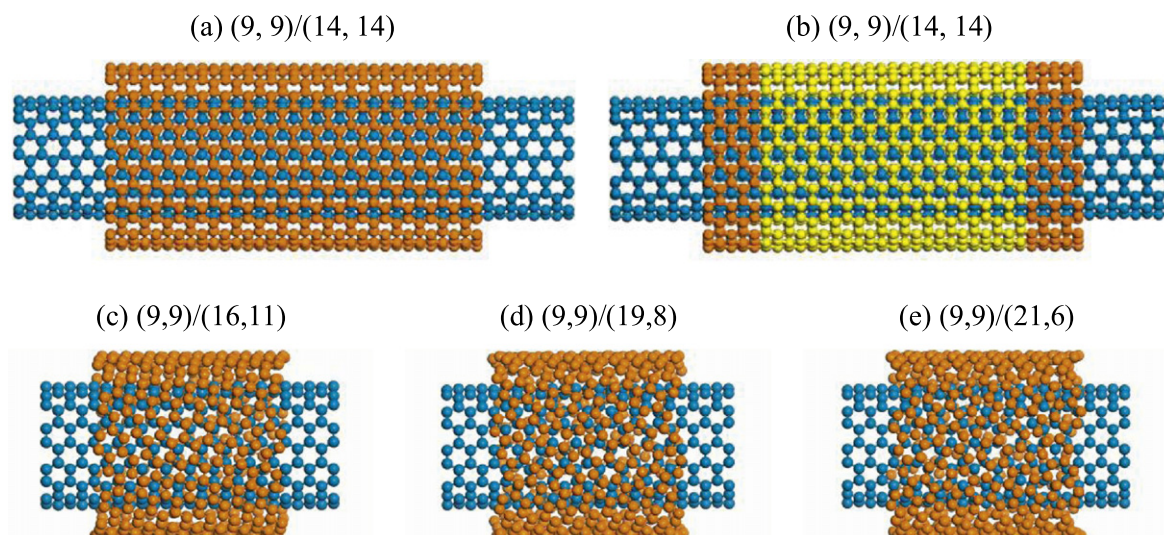 (a) (9, 9)/(14, 14)
(b) (9, 9)/(14, 14)
(c) (9,9)/(16,11)
(d) (9,9)/(19,8)
(e) (9,9)/(21,6)